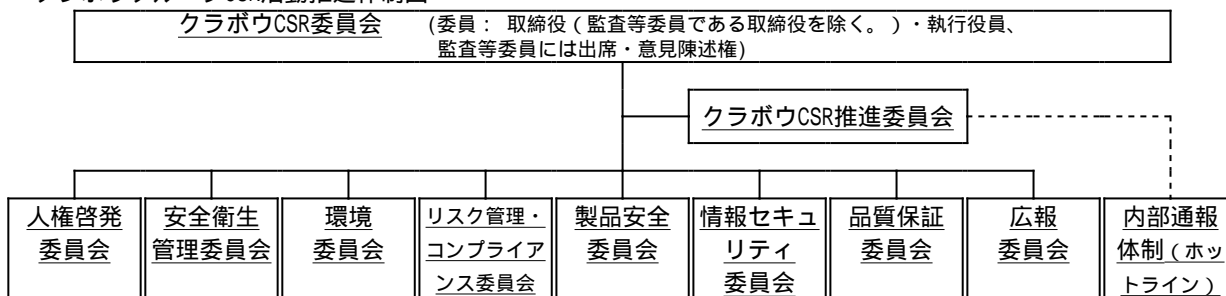 クラボウCSR委員会 (委員： 取締役(監査等委員である取締役を除く。)・執行役員、
監査等委員には出席・意見陳述権)
クラボウCSR推進委員会
人権啓発
委員会
安全衛生
管理委員会
環境
委員会
リスク管理・
コンプライア
ンス委員会
製品安全
委員会
情報セキュ
リティ
委員会
品質保証
委員会
広報
委員会
内部通報
体制(ホッ
トライン)